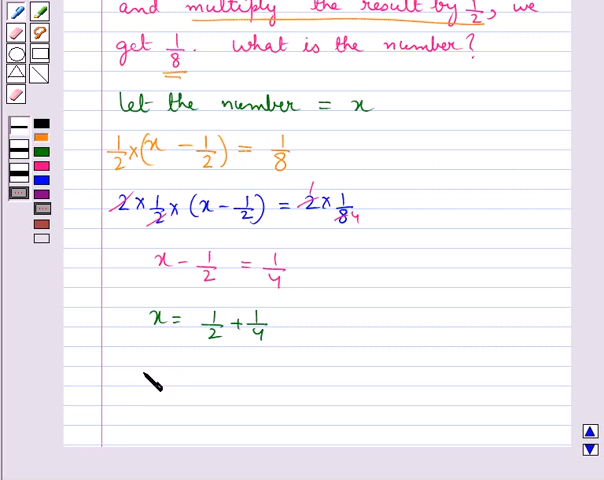 and multiply the result by 1/2, we
get 1/8. What is the number?
Let the number = x
1/2 × (x - 1/2) = 1/8
2 × 1/2 × (x - 1/2) = 2 × 1/8 1 4
x - 1/2 = 1/4
x = 1/2 + 1/4